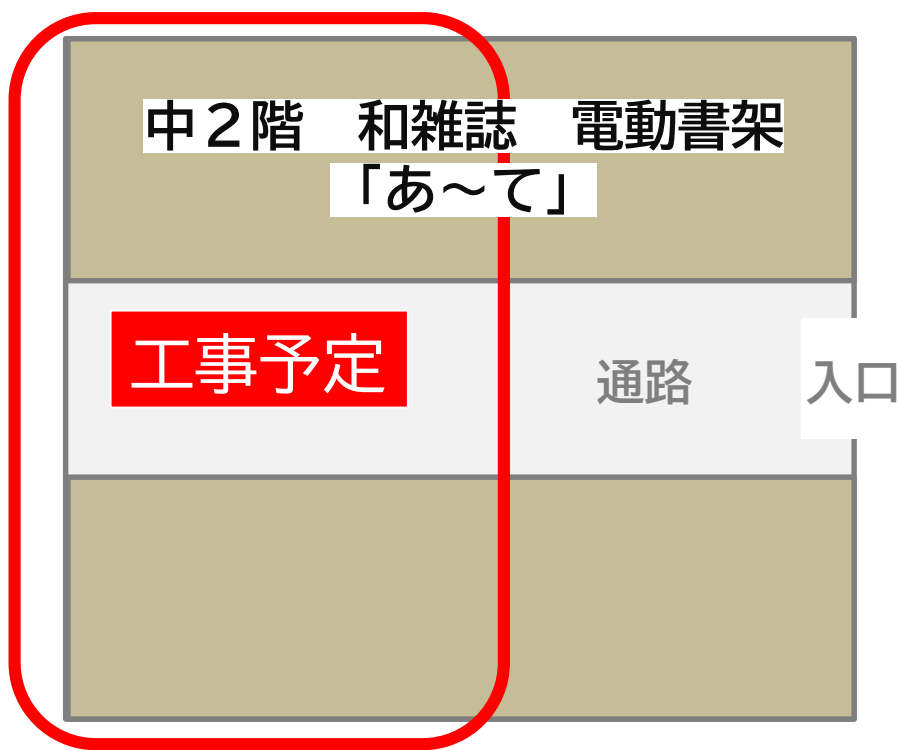 中２階　和雑誌　電動書架
「あ～て」
工事予定
通路
入口